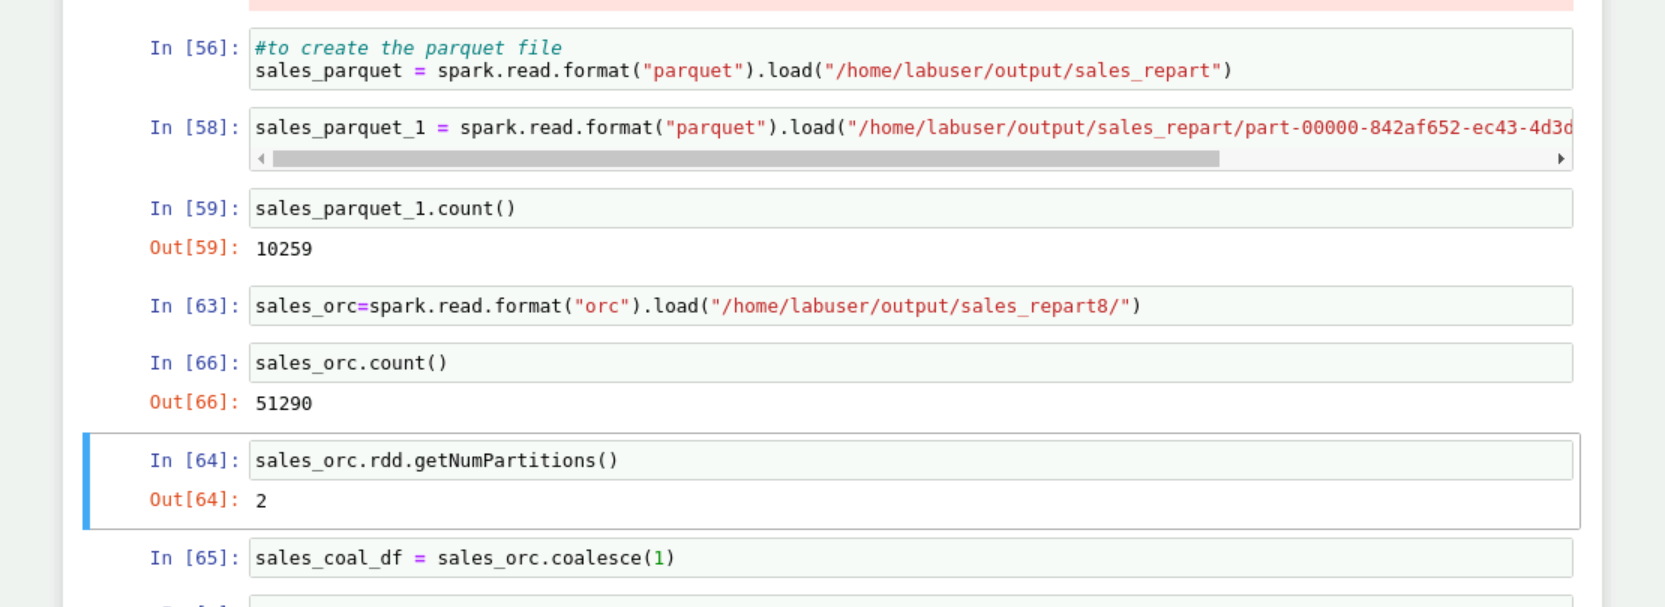 In [56]:
#to create the parquet file
sales_parquet = spark.read.format("parquet").load("/home/labuser/output/sales_repart")
In [58]:
sales_parquet_1 = spark.read.format("parquet").load("/home/labuser/output/sales_repart/part-00000-842af652-ec43-4d3d
In [59]:
sales_parquet_1.count()
Out[59]:
10259
In [63]:
sales_orc=spark.read.format("orc").load("/home/labuser/output/sales_repart8/")
In [66]:
sales_orc.count()
Out[66]:
51290
In [64]:
sales_orc.rdd.getNumPartitions()
Out[64]:
2
In [65]:
sales_coal_df = sales_orc.coalesce(1)